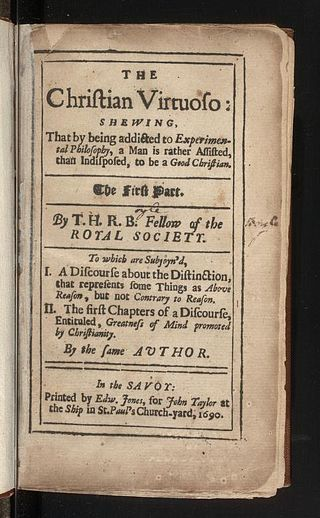 THE
Christian Virtuoso:
SHEWING,
That by being addicted to Experimen-
tal Philosophy, a Man is rather Assisted,
than Indisposed, to be a Good Christian.
The First Part.
By T.H.R.B. Fellow of the
ROYAL SOCIETY.
To which are Subjoyn'd,
I. A Discourse about the Distinction,
that represents some Things as Above
Reason, but not Contrary to Reason.
II. The first Chapters of a Discourse,
Entituled, Greatness of Mind promoted
by Christianity.
By the same AUTHOR.
In the SAVOY:
Printed by Edw. Jones, for John Taylor at
the Ship in St. Paul's Church-yard, 1690.